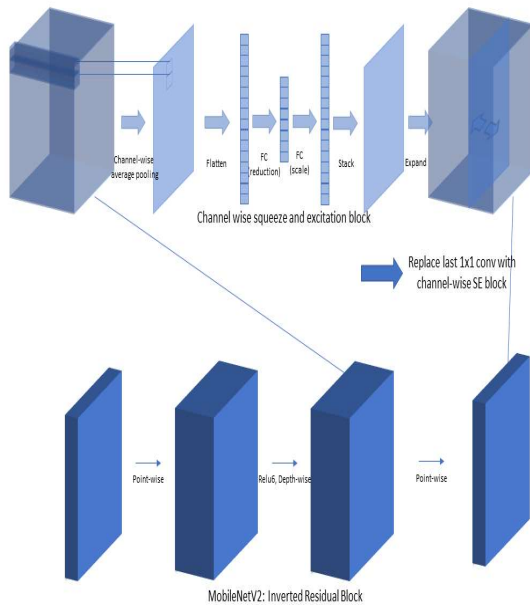 Channel-wise
average pooling
Flatten
FC
(reduction)
FC
(scale)
Stack
Expand
Channel wise squeeze and excitation block
Replace last 1x1 conv with
channel-wise SE block
Point-wise
Relu6, Depth-wise
Point-wise
MobileNetV2: Inverted Residual Block